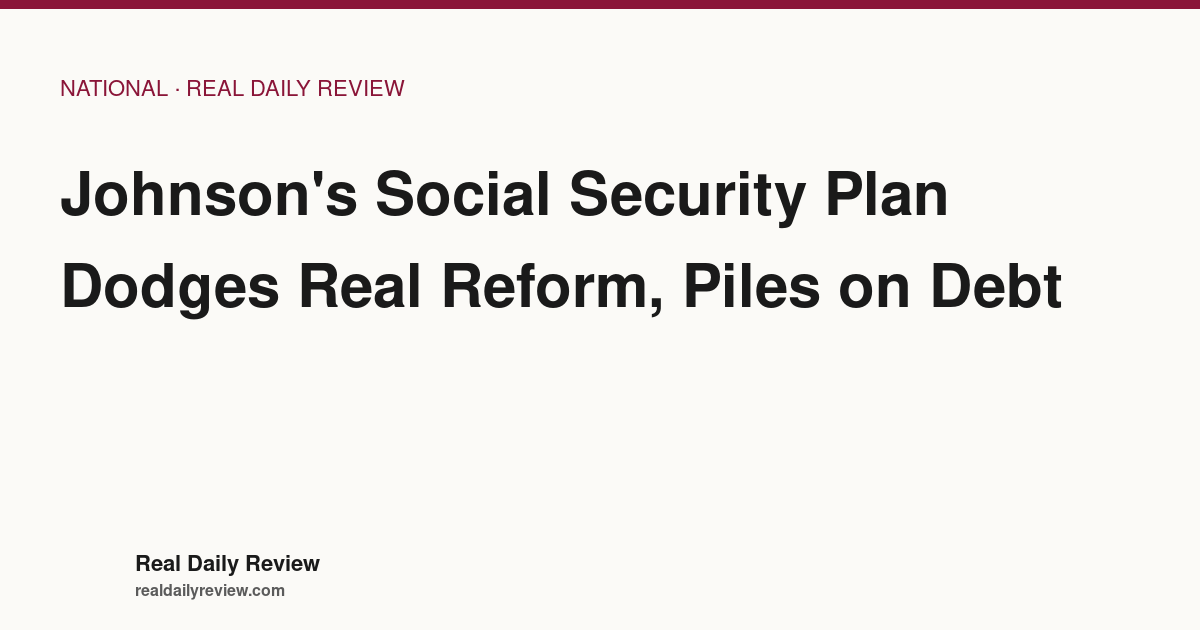 NATIONAL · REAL DAILY REVIEW
Johnson's Social Security Plan
Dodges Real Reform, Piles on Debt
Real Daily Review
realdailyreview.com